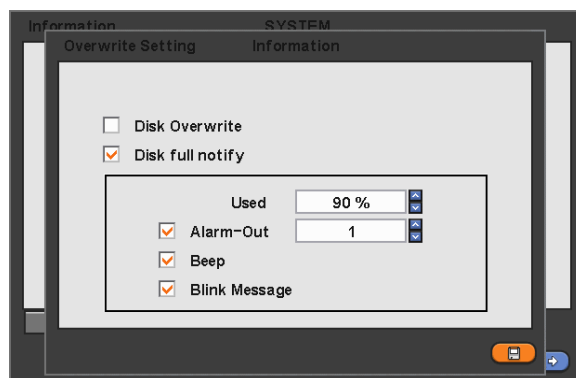 Information SYSTEM
Overwrite Setting Information
Disk Overwrite
Disk full notify
Used 90 %
Alarm-Out 1
Beep
Blink Message